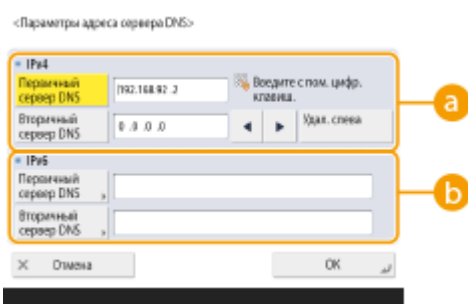 <Параметры адреса сервера DNS>
IPv4
Первичный
сервер DNS
192.168.92 .2
Введите с пом. цифр.
клавиш.
Вторичный
сервер DNS
0 .0 .0 .0
Удал. слева
a
IPv6
Первичный
сервер DNS
Вторичный
сервер DNS
b
× Отмена
OK